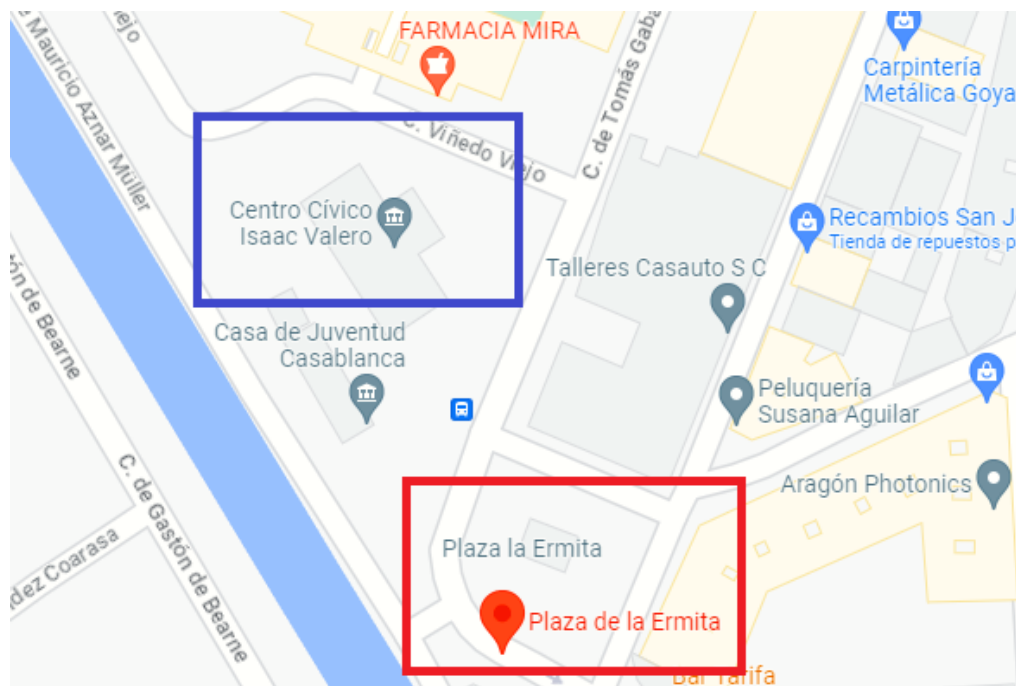 FARMACIA MIRA
Mauricio Aznar Müller
C. de Tomás Gaba
Carpintería
Metálica Goya
C. Viñedo Viejo
Centro Cívico
Isaac Valero
Recambios San J
Tienda de repuestos p
Talleres Casauto S C
ón de Bearne
Casa de Juventud
Casablanca
Peluquería
Susana Aguilar
C. de Gastón de Bearne
Aragón Photonics
dez Coarasa
Plaza la Ermita
Plaza de la Ermita
Bar Tarifa